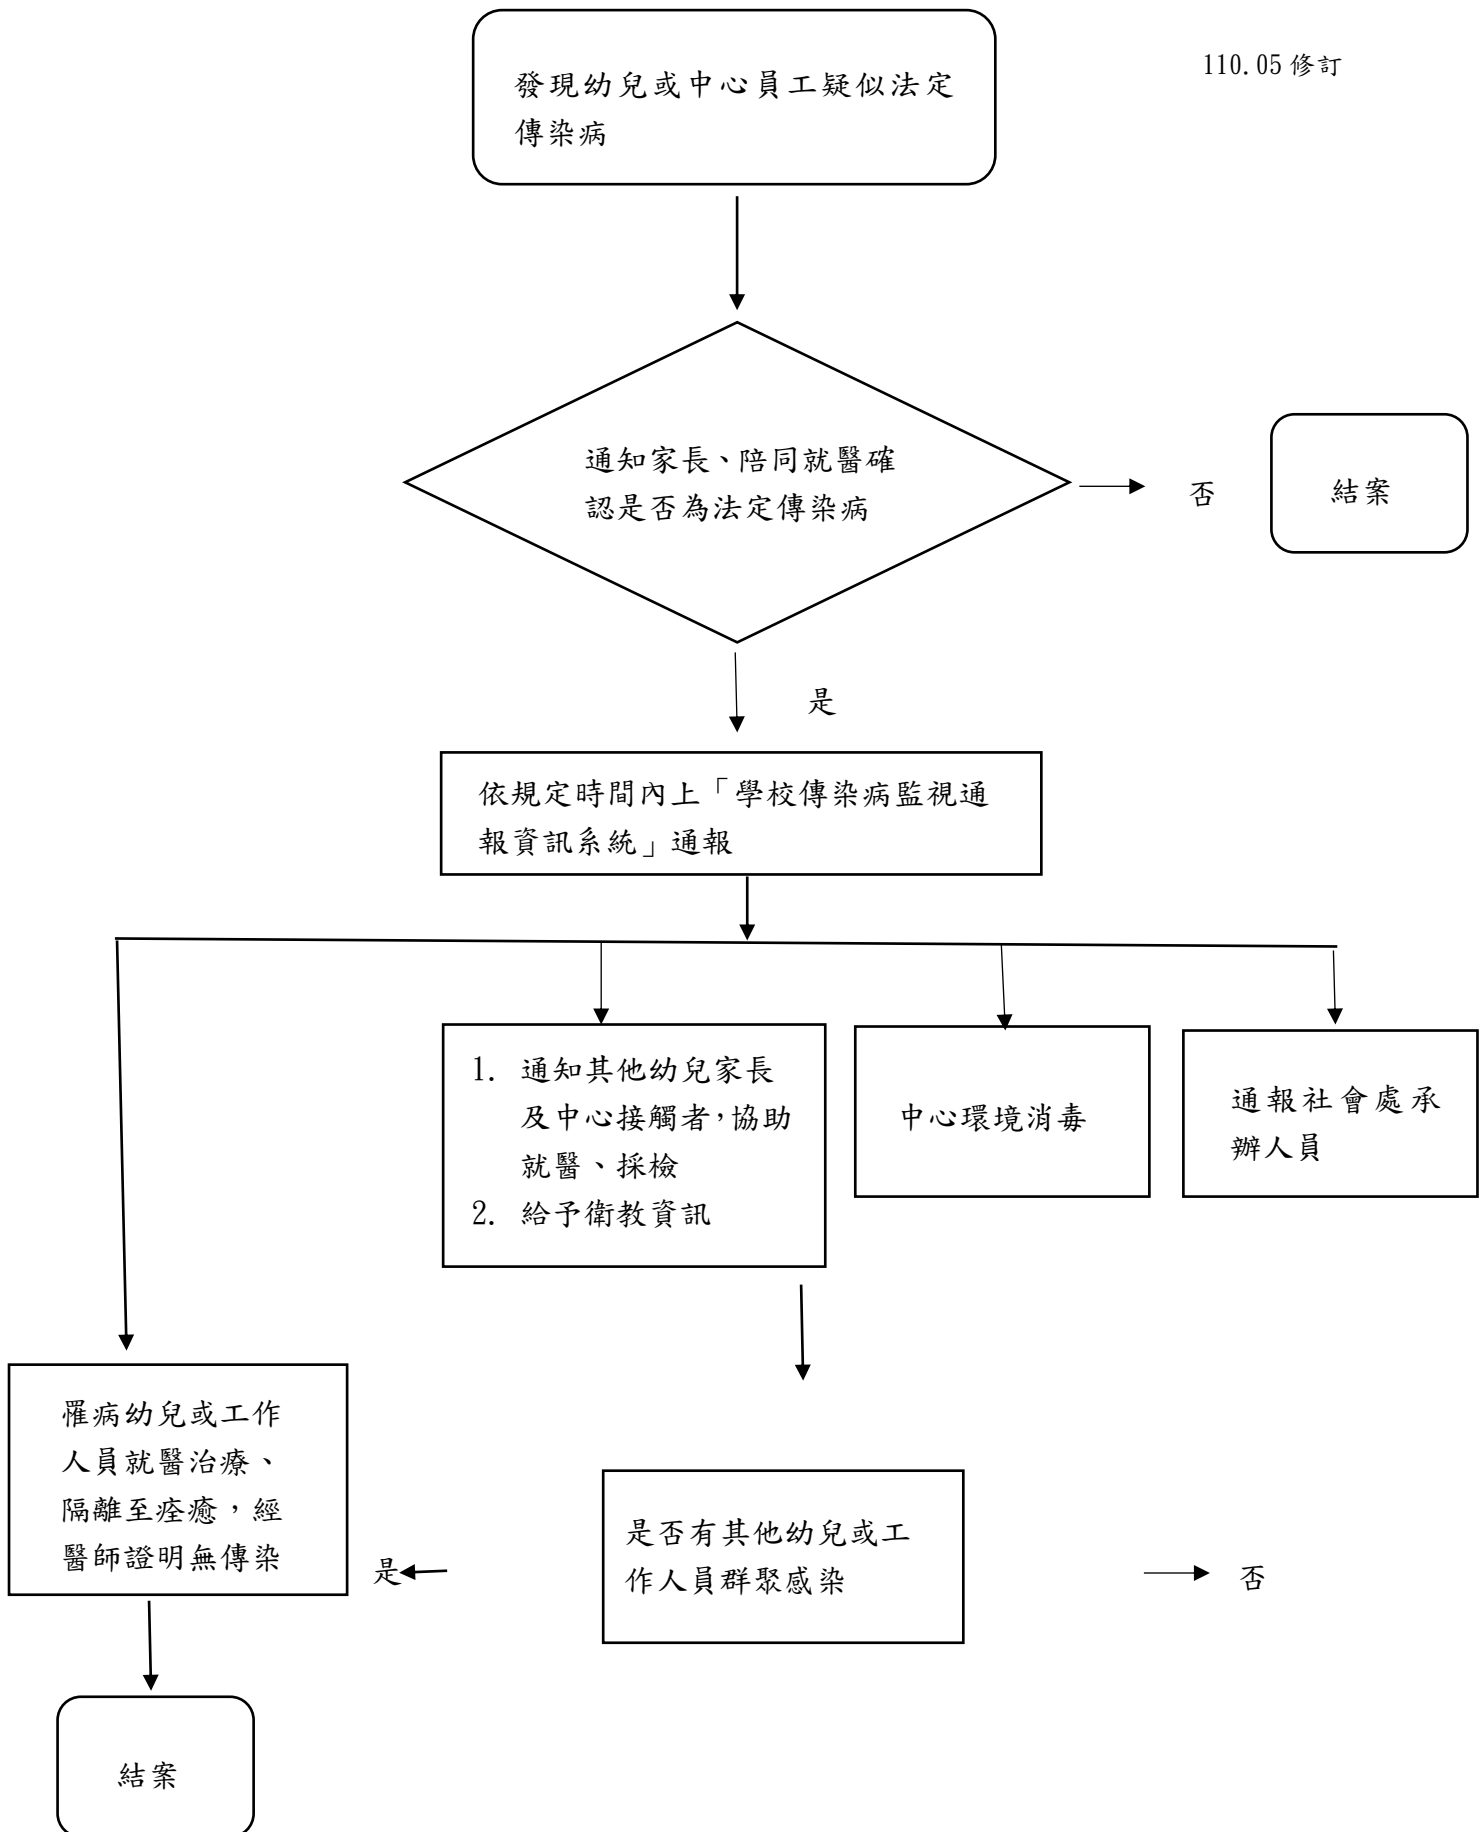 110.05 修訂
發現幼兒或中心員工疑似法定
傳染病
通知家長、陪同就醫確
認是否為法定傳染病
否
結案
是
依規定時間內上「學校傳染病監視通
報資訊系統」通報
1. 通知其他幼兒家長
及中心接觸者，協助
就醫、採檢
2. 給予衛教資訊
中心環境消毒
通報社會處承
辦人員
罹病幼兒或工作
人員就醫治療、
隔離至痊癒，經
醫師證明無傳染
是
是否有其他幼兒或工
作人員群聚感染
否
結案